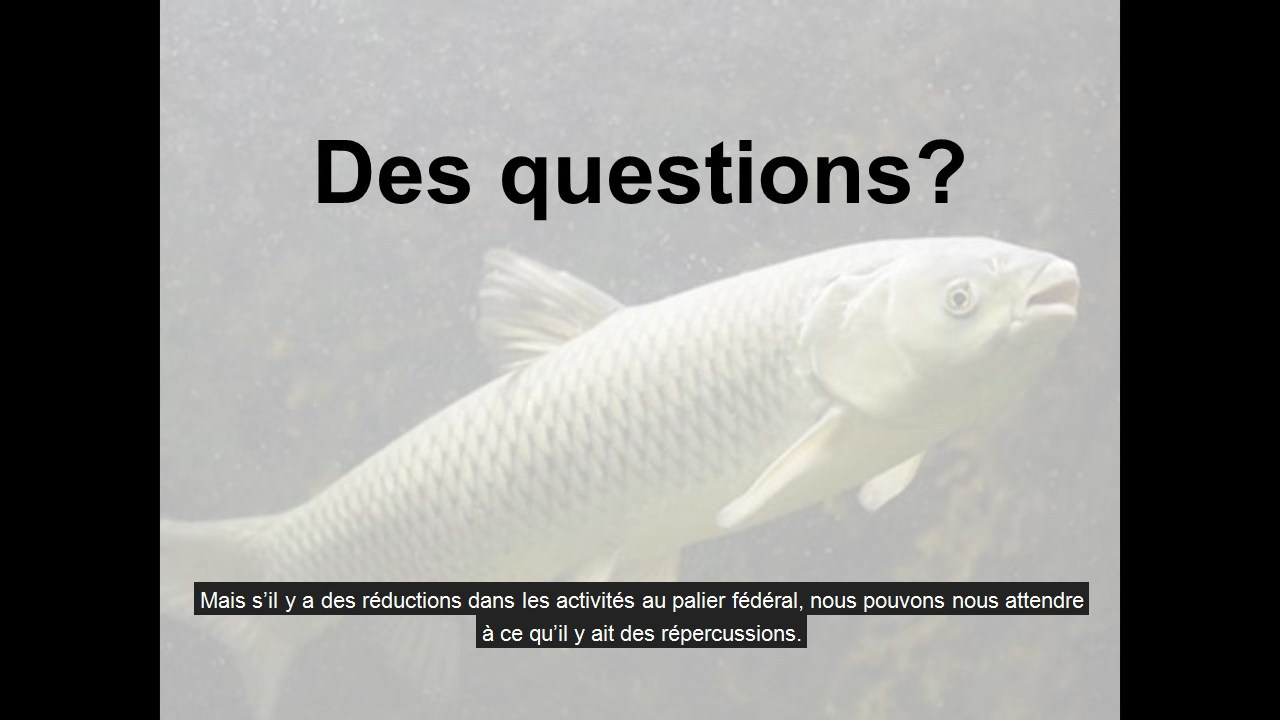 Des questions?
Mais s’il y a des réductions dans les activités au palier fédéral, nous pouvons nous attendre
à ce qu’il y ait des répercussions.